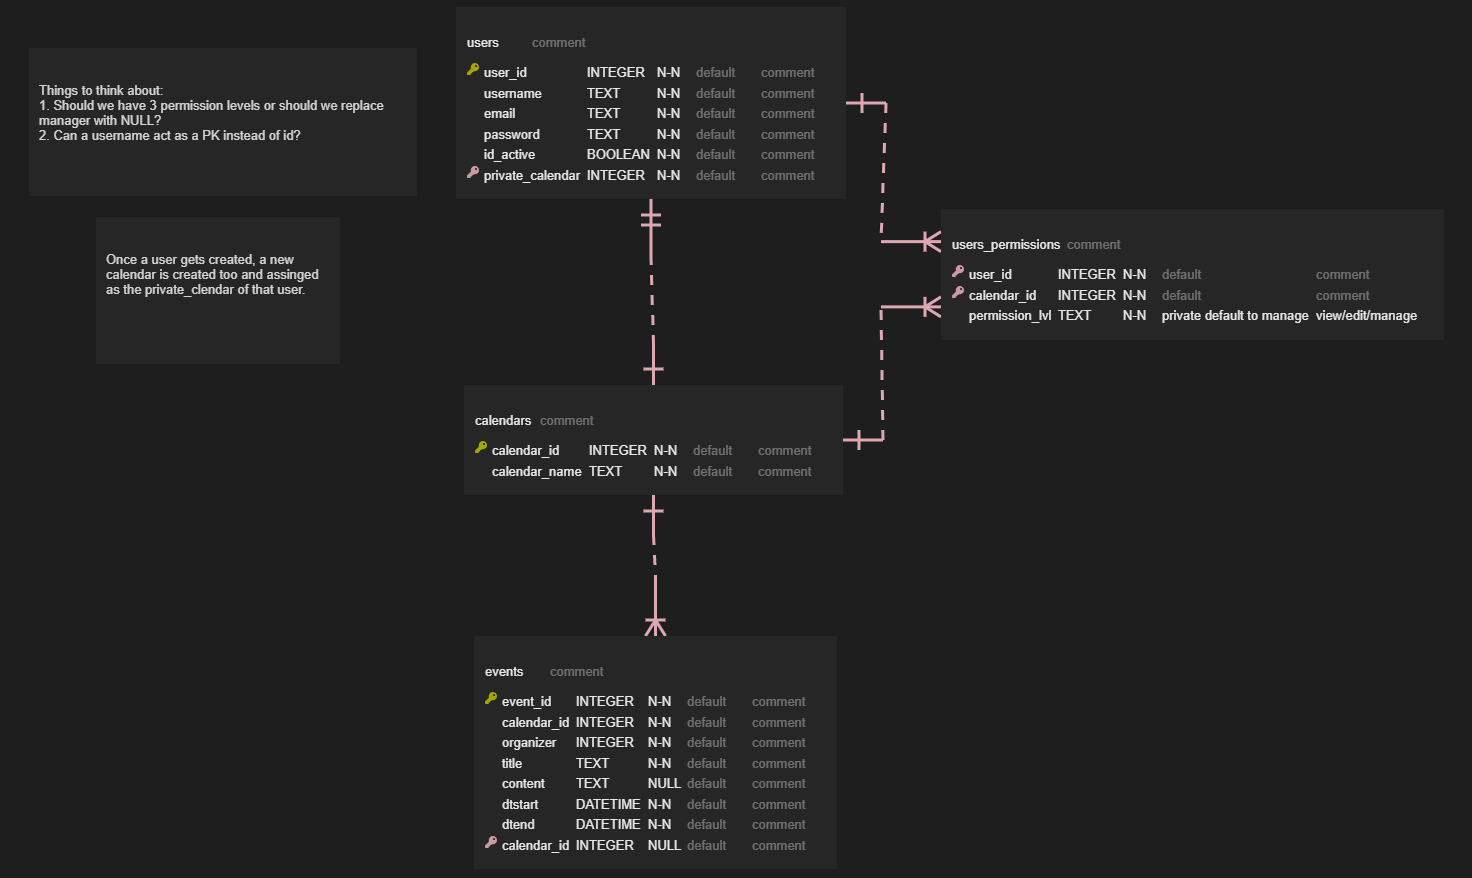 Things to think about:
1. Should we have 3 permission levels or should we replace
manager with NULL?
2. Can a username act as a PK instead of id?
Once a user gets created, a new
calendar is created too and assinged
as the private_clendar of that user.
users comment
user_id INTEGER N-N default comment
username TEXT N-N default comment
email TEXT N-N default comment
password TEXT N-N default comment
id_active BOOLEAN N-N default comment
private_calendar INTEGER N-N default comment
users_permissions comment
user_id INTEGER N-N default comment
calendar_id INTEGER N-N default comment
permission_lvl TEXT N-N private default to manage view/edit/manage
calendars comment
calendar_id INTEGER N-N default comment
calendar_name TEXT N-N default comment
events comment
event_id INTEGER N-N default comment
calendar_id INTEGER N-N default comment
organizer INTEGER N-N default comment
title TEXT N-N default comment
content TEXT NULL default comment
dtstart DATETIME N-N default comment
dtend DATETIME N-N default comment
calendar_id INTEGER NULL default comment